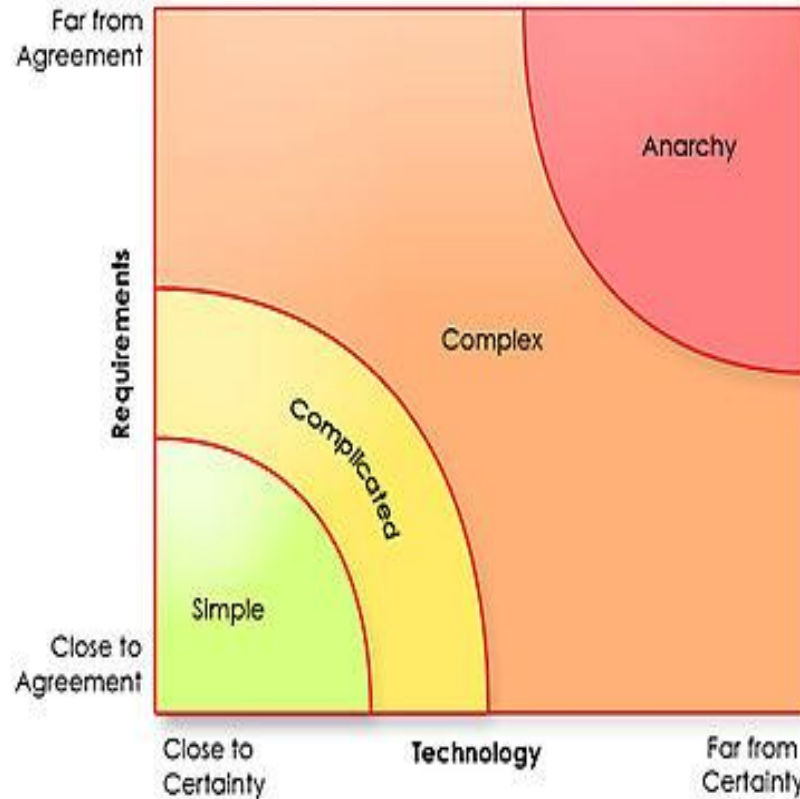 Far from
Agreement
Anarchy
Requirements
Complex
Complicated
Simple
Close to
Agreement
Close to
Certainty
Technology
Far from
Certainty